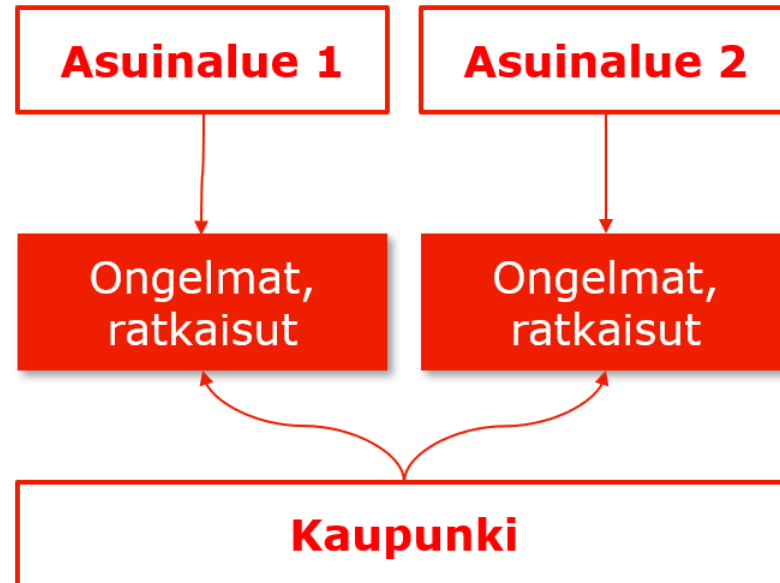 Asuinalue 1
Asuinalue 2
Ongelmat,
ratkaisut
Ongelmat,
ratkaisut
Kaupunki